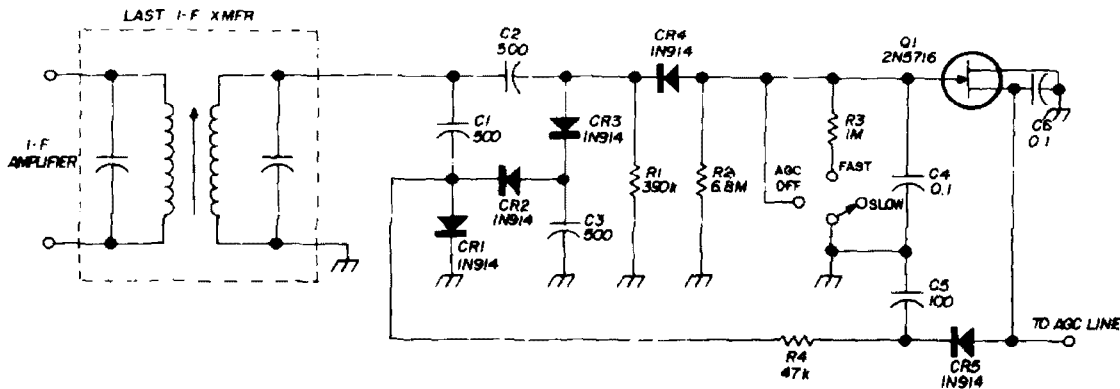 LAST I-F XMFR
I-F
AMPLIFIER
C2
500
CR4
1N914
Q1
2N5716
C1
500
CR3
1N914
R3
1M
C6
0.1
FAST
R1
390k
R2
6.8M
AGC
OFF
C4
0.1
CR2
1N914
SLOW
C3
500
CR1
1N914
C5
100
TO AGC LINE
R4
47k
CR5
1N914